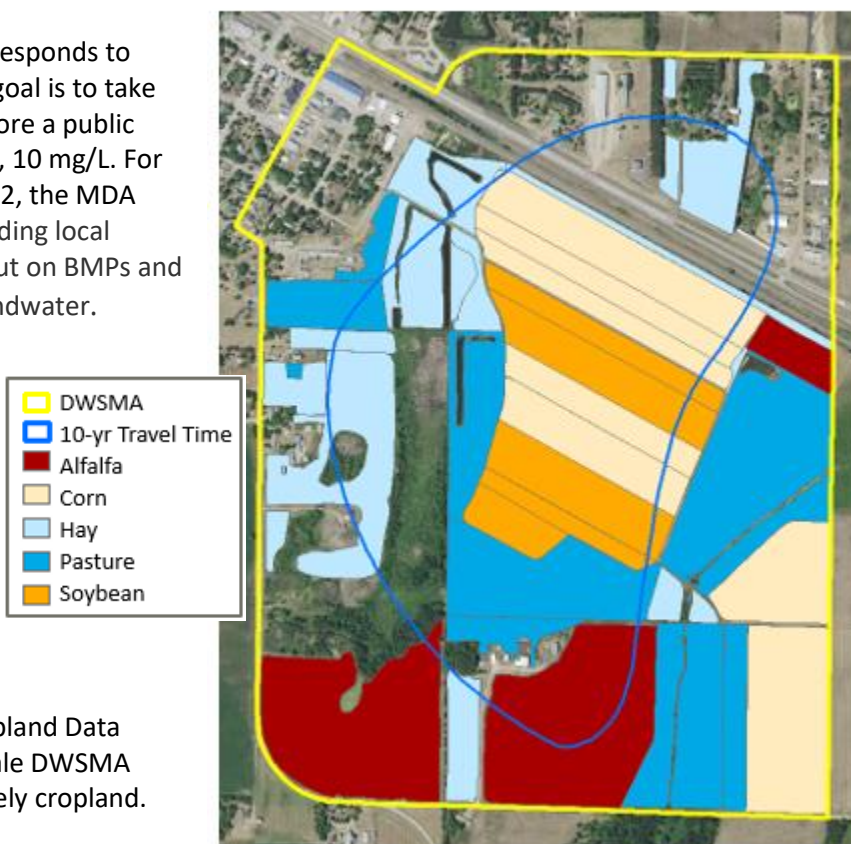 esponds to
goal is to take
ore a public
, 10 mg/L. For
2, the MDA
ding local
ut on BMPs and
ndwater.
DWSMA
10-yr Travel Time
Alfalfa
Corn
Hay
Pasture
Soybean
pland Data
ale DWSMA
ely cropland.